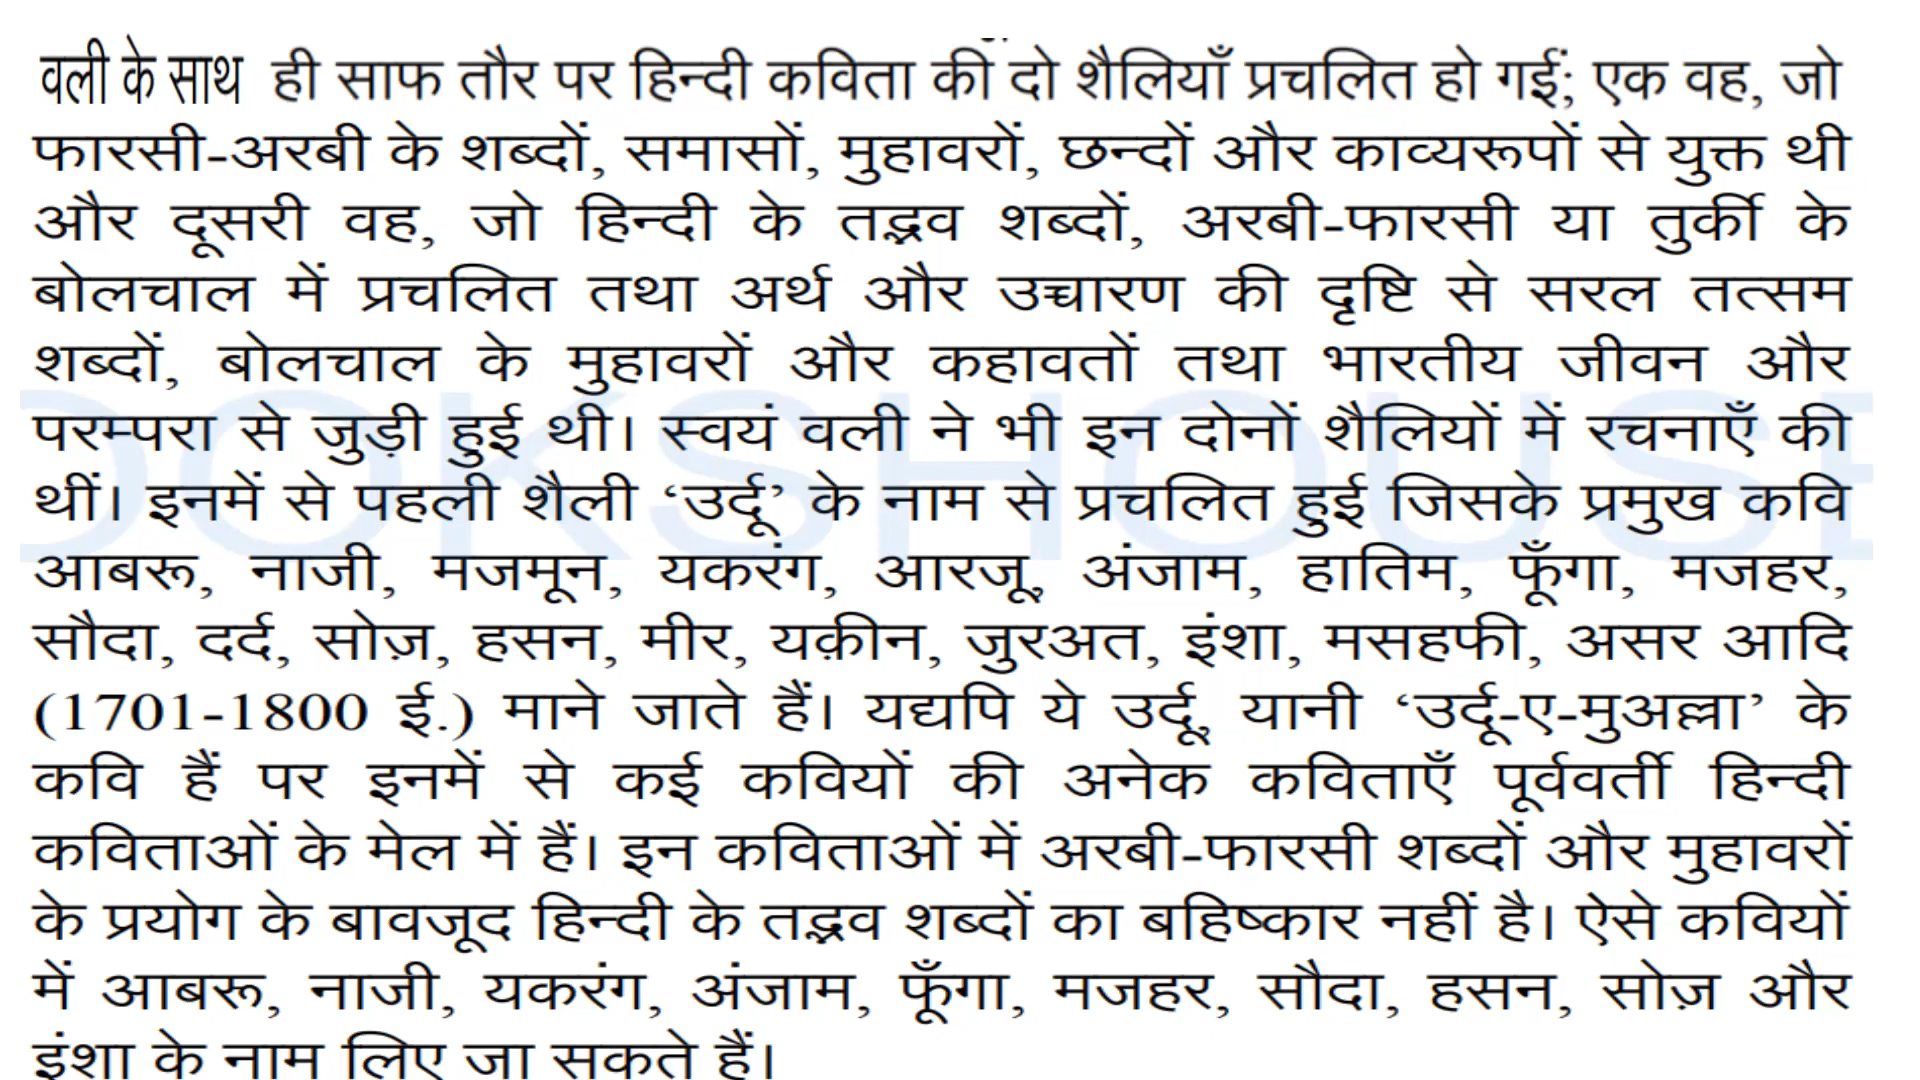 वली के साथ ही साफ तौर पर हिन्दी कविता की दो शैलियाँ प्रचलित हो गईं; एक वह, जो
फारसी-अरबी के शब्दों, समासों, मुहावरों, छन्दों और काव्यरूपों से युक्त थी
और दूसरी वह, जो हिन्दी के तद्भव शब्दों, अरबी-फारसी या तुर्की के
बोलचाल में प्रचलित तथा अर्थ और उच्चारण की दृष्टि से सरल तत्सम
शब्दों, बोलचाल के मुहावरों और कहावतों तथा भारतीय जीवन और
परम्परा से जुड़ी हुई थी। स्वयं वली ने भी इन दोनों शैलियों में रचनाएँ की
थीं। इनमें से पहली शैली ‘उर्दू’ के नाम से प्रचलित हुई जिसके प्रमुख कवि
आबरू, नाजी, मजमून, यकरंग, आरजू, अंजाम, हातिम, फूँगा, मजहर,
सौदा, दर्द, सोज़, हसन, मीर, यक़ीन, जुरअत, इंशा, मसहफी, असर आदि
(1701-1800 ई.) माने जाते हैं। यद्यपि ये उर्दू, यानी ‘उर्दू-ए-मुअल्ला’ के
कवि हैं पर इनमें से कई कवियों की अनेक कविताएँ पूर्ववर्ती हिन्दी
कविताओं के मेल में हैं। इन कविताओं में अरबी-फारसी शब्दों और मुहावरों
के प्रयोग के बावजूद हिन्दी के तद्भव शब्दों का बहिष्कार नहीं है। ऐसे कवियों
में आबरू, नाजी, यकरंग, अंजाम, फूँगा, मजहर, सौदा, हसन, सोज़ और
इंशा के नाम लिए जा सकते हैं।
OOKSHOUSE